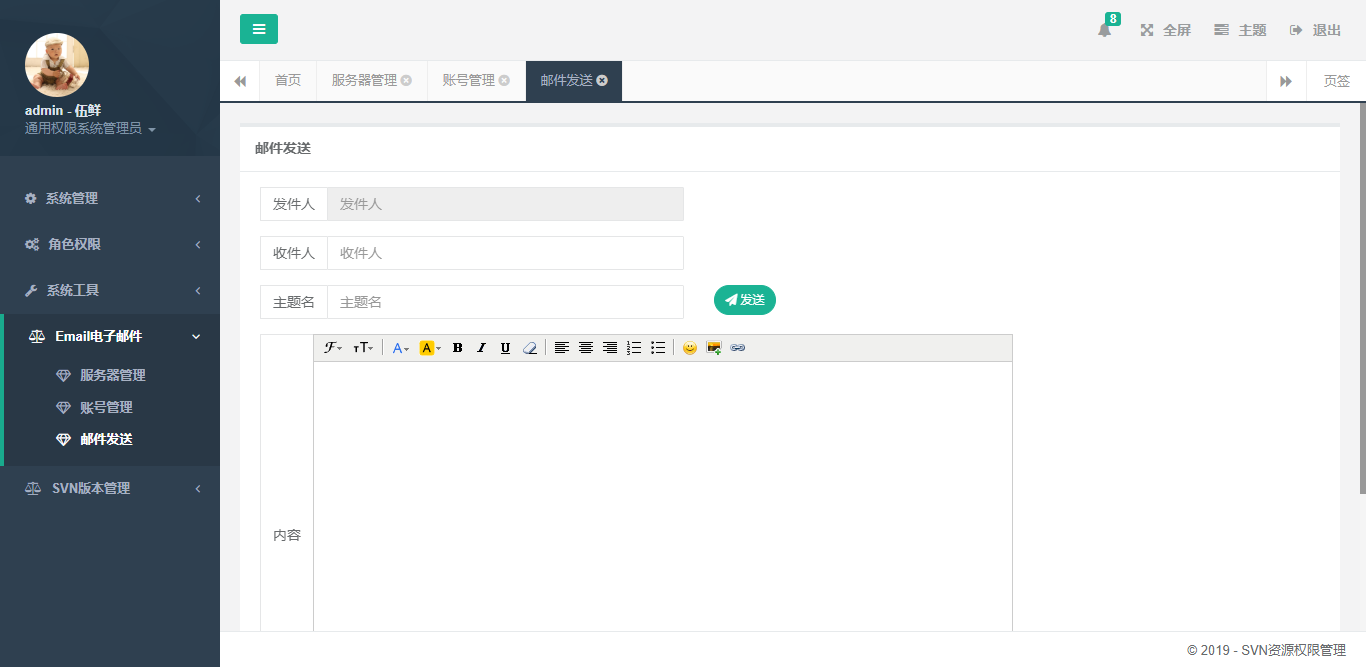 8
全屏
主题
退出
首页
服务器管理
账号管理
邮件发送
页签
admin - 伍鲜
通用权限系统管理员
系统管理
角色权限
系统工具
Email电子邮件
服务器管理
账号管理
邮件发送
SVN版本管理
邮件发送
发件人 发件人
收件人 收件人
主题名 主题名
发送
ℱ тT A A B I U
内容
© 2019 - SVN资源权限管理